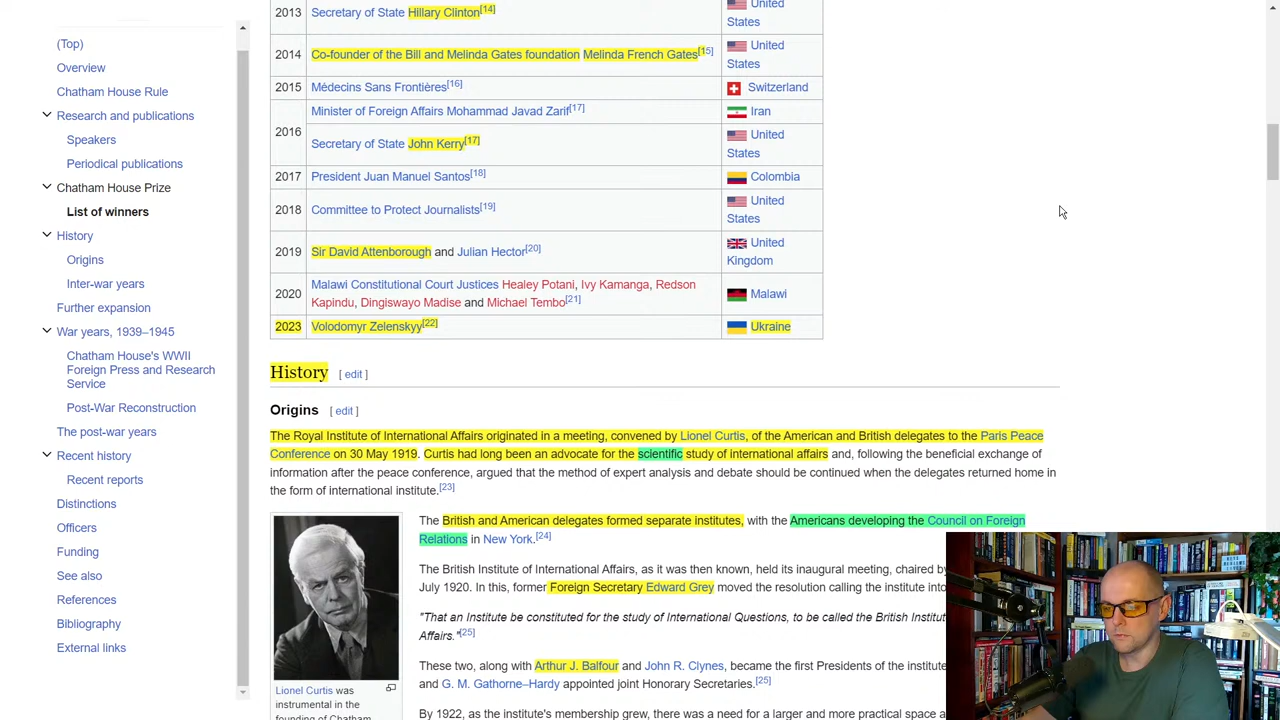 (Top)
Overview
Chatham House Rule
Research and publications
Speakers
Periodical publications
Chatham House Prize
List of winners
History
Origins
Inter-war years
Further expansion
War years, 1939–1945
Chatham House's WWII
Foreign Press and Research
Service
Post-War Reconstruction
The post-war years
Recent history
Recent reports
Distinctions
Officers
Funding
See also
References
Bibliography
External links
2013 Secretary of State Hillary Clinton[14] United
States
2014 Co-founder of the Bill and Melinda Gates foundation Melinda French Gates[15] United
States
2015 Médecins Sans Frontières[16] Switzerland
2016 Minister of Foreign Affairs Mohammad Javad Zarif[17] Iran
Secretary of State John Kerry[17] United
States
2017 President Juan Manuel Santos[18] Colombia
2018 Committee to Protect Journalists[19] United
States
2019 Sir David Attenborough and Julian Hector[20] United
Kingdom
2020 Malawi Constitutional Court Justices Healey Potani, Ivy Kamanga, Redson
Kapindu, Dingiswayo Madise and Michael Tembo[21] Malawi
2023 Volodomyr Zelenskyy[22] Ukraine
History [ edit ]
Origins [ edit ]
The Royal Institute of International Affairs originated in a meeting, convened by Lionel Curtis, of the American and British delegates to the Paris Peace
Conference on 30 May 1919. Curtis had long been an advocate for the scientific study of international affairs and, following the beneficial exchange of
information after the peace conference, argued that the method of expert analysis and debate should be continued when the delegates returned home in
the form of international institute.[23]
The British and American delegates formed separate institutes, with the Americans developing the Council on Foreign
Relations in New York.[24]
The British Institute of International Affairs, as it was then known, held its inaugural meeting, chaired by
July 1920. In this, former Foreign Secretary Edward Grey moved the resolution calling the institute into
"That an Institute be constituted for the study of International Questions, to be called the British Institut
Affairs."[25]
These two, along with Arthur J. Balfour and John R. Clynes, became the first Presidents of the institute
and G. M. Gathorne–Hardy appointed joint Honorary Secretaries.[25]
By 1922, as the institute's membership grew, there was a need for a larger and more practical space a
Lionel Curtis was
instrumental in the
founding of Chatham